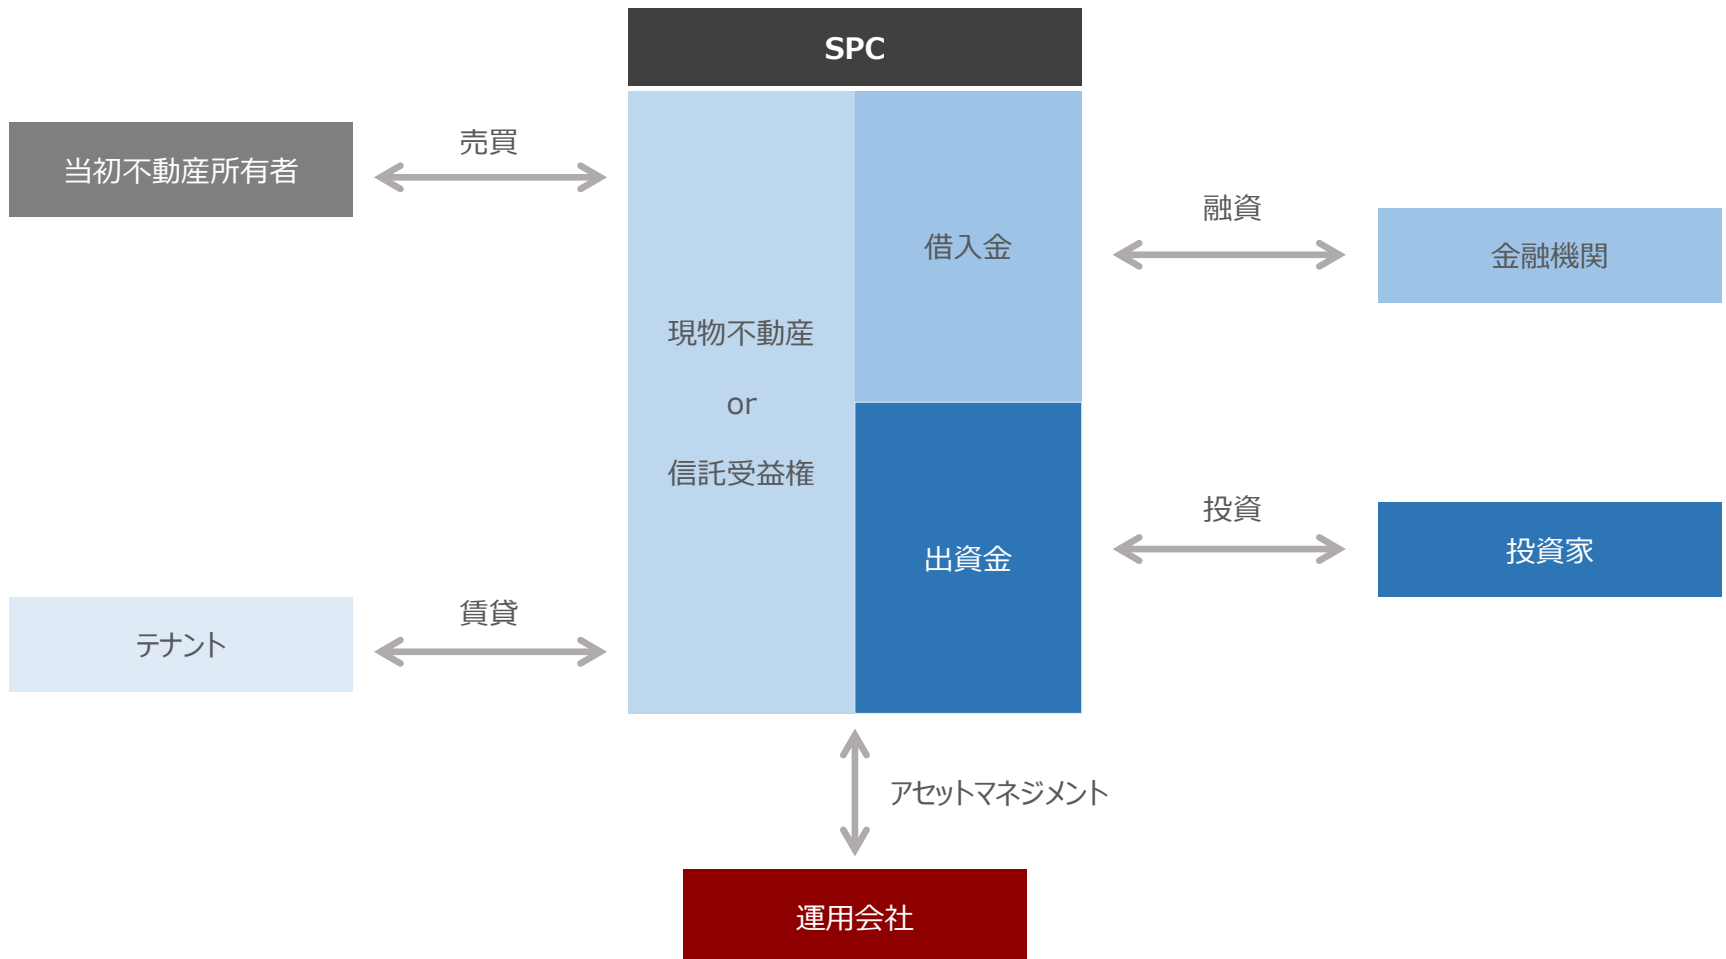 SPC
当初不動産所有者
売買
現物不動産
or
信託受益権
借入金
出資金
融資
金融機関
投資
投資家
テナント
賃貸
アセットマネジメント
運用会社